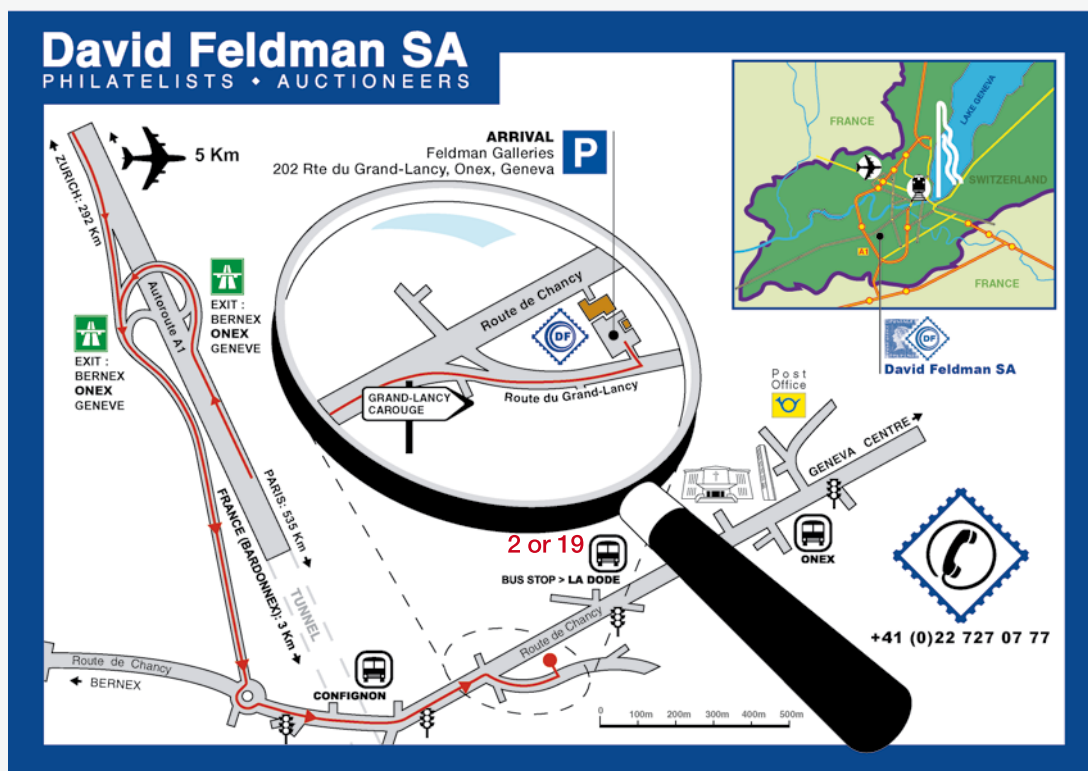 David Feldman SA
PHILATELISTS • AUCTIONEERS
5 Km
ZURICH: 292 Km
ARRIVAL
Feldman Galleries
202 Rte du Grand-Lancy, Onex, Geneva
P
FRANCE
LAKE GENEVA
SWITZERLAND
A1
FRANCE
David Feldman SA
EXIT :
BERNEX
ONEX
GENEVE
EXIT :
BERNEX
ONEX
GENEVE
Autoroute A1
Route de Chancy
DF
GRAND-LANCY
CAROUGE
Route du Grand-Lancy
Post
Office
GENEVA CENTRE
PARIS: 535 Km
FRANCE (BARDONNEX): 3 Km
TUNNEL
2 or 19
BUS STOP > LA DODE
ONEX
+41 (0)22 727 07 77
Route de Chancy
Route de Chancy
BERNEX
CONFIGNON
0 100m 200m 300m 400m 500m